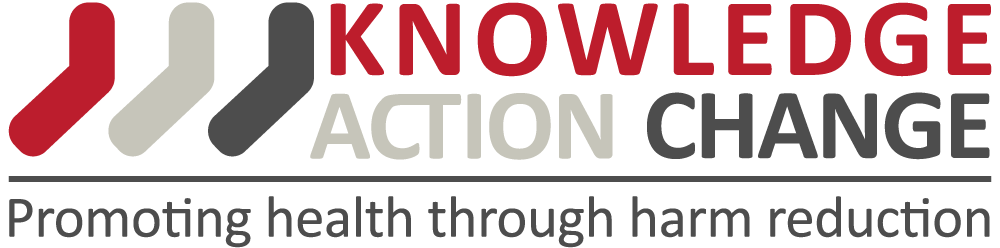 KNOWLEDGE
ACTION CHANGE
Promoting health through harm reduction